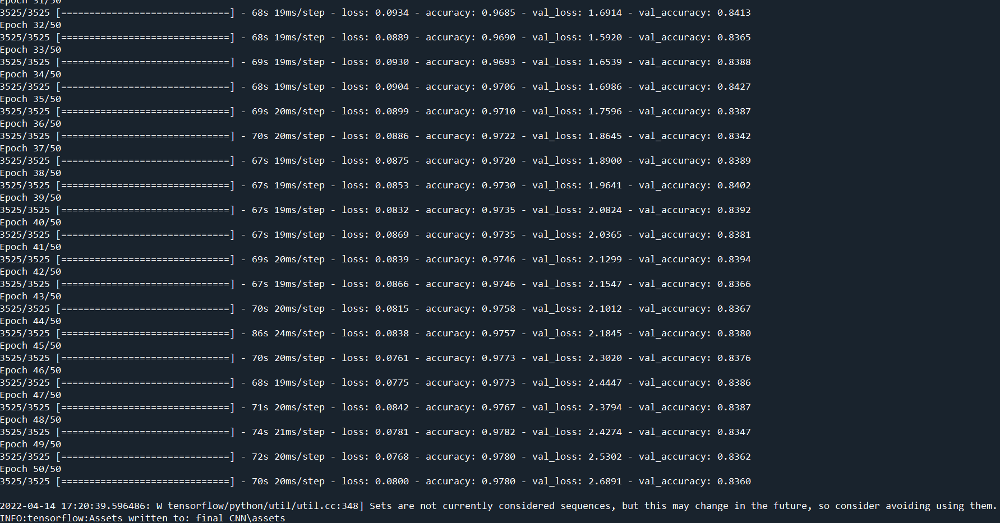 Epoch 31/50
3525/3525 [==============================] - 68s 19ms/step - loss: 0.0934 - accuracy: 0.9685 - val_loss: 1.6914 - val_accuracy: 0.8413
Epoch 32/50
3525/3525 [==============================] - 68s 19ms/step - loss: 0.0889 - accuracy: 0.9690 - val_loss: 1.5920 - val_accuracy: 0.8365
Epoch 33/50
3525/3525 [==============================] - 69s 19ms/step - loss: 0.0930 - accuracy: 0.9693 - val_loss: 1.6539 - val_accuracy: 0.8388
Epoch 34/50
3525/3525 [==============================] - 68s 19ms/step - loss: 0.0904 - accuracy: 0.9706 - val_loss: 1.6986 - val_accuracy: 0.8427
Epoch 35/50
3525/3525 [==============================] - 69s 20ms/step - loss: 0.0899 - accuracy: 0.9710 - val_loss: 1.7596 - val_accuracy: 0.8387
Epoch 36/50
3525/3525 [==============================] - 70s 20ms/step - loss: 0.0886 - accuracy: 0.9722 - val_loss: 1.8645 - val_accuracy: 0.8342
Epoch 37/50
3525/3525 [==============================] - 67s 19ms/step - loss: 0.0875 - accuracy: 0.9720 - val_loss: 1.8900 - val_accuracy: 0.8389
Epoch 38/50
3525/3525 [==============================] - 67s 19ms/step - loss: 0.0853 - accuracy: 0.9730 - val_loss: 1.9641 - val_accuracy: 0.8402
Epoch 39/50
3525/3525 [==============================] - 67s 19ms/step - loss: 0.0832 - accuracy: 0.9735 - val_loss: 2.0824 - val_accuracy: 0.8392
Epoch 40/50
3525/3525 [==============================] - 67s 19ms/step - loss: 0.0869 - accuracy: 0.9735 - val_loss: 2.0365 - val_accuracy: 0.8381
Epoch 41/50
3525/3525 [==============================] - 69s 20ms/step - loss: 0.0839 - accuracy: 0.9746 - val_loss: 2.1299 - val_accuracy: 0.8394
Epoch 42/50
3525/3525 [==============================] - 67s 19ms/step - loss: 0.0866 - accuracy: 0.9746 - val_loss: 2.1547 - val_accuracy: 0.8366
Epoch 43/50
3525/3525 [==============================] - 70s 20ms/step - loss: 0.0815 - accuracy: 0.9758 - val_loss: 2.1012 - val_accuracy: 0.8367
Epoch 44/50
3525/3525 [==============================] - 86s 24ms/step - loss: 0.0838 - accuracy: 0.9757 - val_loss: 2.1845 - val_accuracy: 0.8380
Epoch 45/50
3525/3525 [==============================] - 70s 20ms/step - loss: 0.0761 - accuracy: 0.9773 - val_loss: 2.3020 - val_accuracy: 0.8376
Epoch 46/50
3525/3525 [==============================] - 68s 19ms/step - loss: 0.0775 - accuracy: 0.9773 - val_loss: 2.4447 - val_accuracy: 0.8386
Epoch 47/50
3525/3525 [==============================] - 71s 20ms/step - loss: 0.0842 - accuracy: 0.9767 - val_loss: 2.3794 - val_accuracy: 0.8387
Epoch 48/50
3525/3525 [==============================] - 74s 21ms/step - loss: 0.0781 - accuracy: 0.9782 - val_loss: 2.4274 - val_accuracy: 0.8347
Epoch 49/50
3525/3525 [==============================] - 72s 20ms/step - loss: 0.0768 - accuracy: 0.9780 - val_loss: 2.5302 - val_accuracy: 0.8362
Epoch 50/50
3525/3525 [==============================] - 70s 20ms/step - loss: 0.0800 - accuracy: 0.9780 - val_loss: 2.6891 - val_accuracy: 0.8360
2022-04-14 17:20:39.596486: W tensorflow/python/util/util.cc:348] Sets are not currently considered sequences, but this may change in the future, so consider avoiding using them.
INFO:tensorflow:Assets written to: final CNN\assets